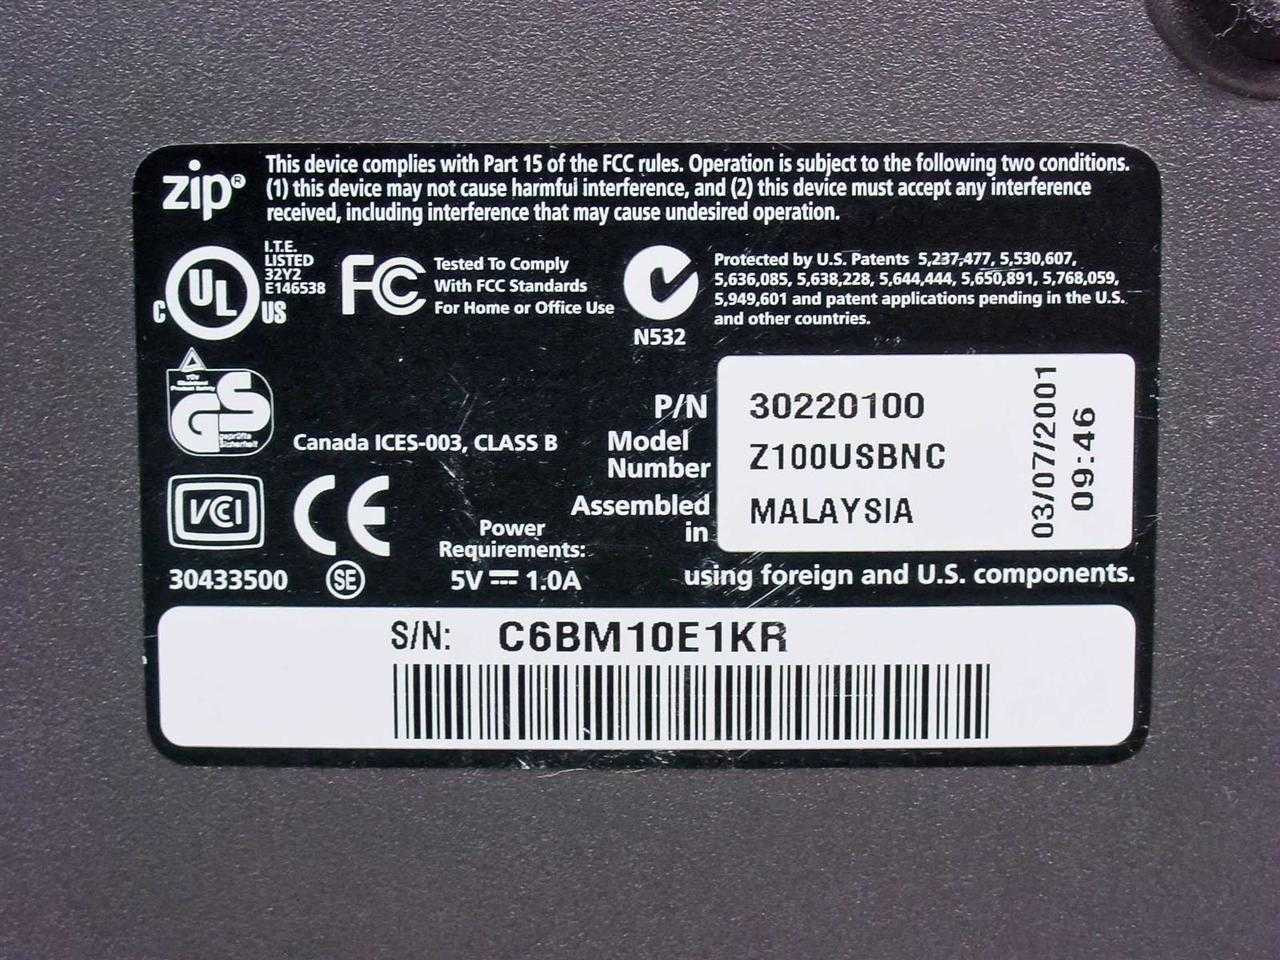 zip®
This device complies with Part 15 of the FCC rules. Operation is subject to the following two conditions.
(1) this device may not cause harmful interference, and (2) this device must accept any interference
received, including interference that may cause undesired operation.
C UL US
I.T.E.
LISTED
32Y2
E146538
FC
Tested To Comply
With FCC Standards
For Home or Office Use
N532
Protected by U.S. Patents 5,237,477, 5,530,607,
5,636,085, 5,638,228, 5,644,444, 5,650,891, 5,768,059,
5,949,601 and patent applications pending in the U.S.
and other countries.
TÜV
Product Safety
GS
geprüfte
Sicherheit
Canada ICES-003, CLASS B
P/N 30220100
Model
Number Z100USBNC
Assembled
in MALAYSIA
03/07/2001
09:46
using foreign and U.S. components.
VCI
CE
30433500
SE
Power
Requirements:
5V ⎓ 1.0A
S/N: C6BM10E1KR